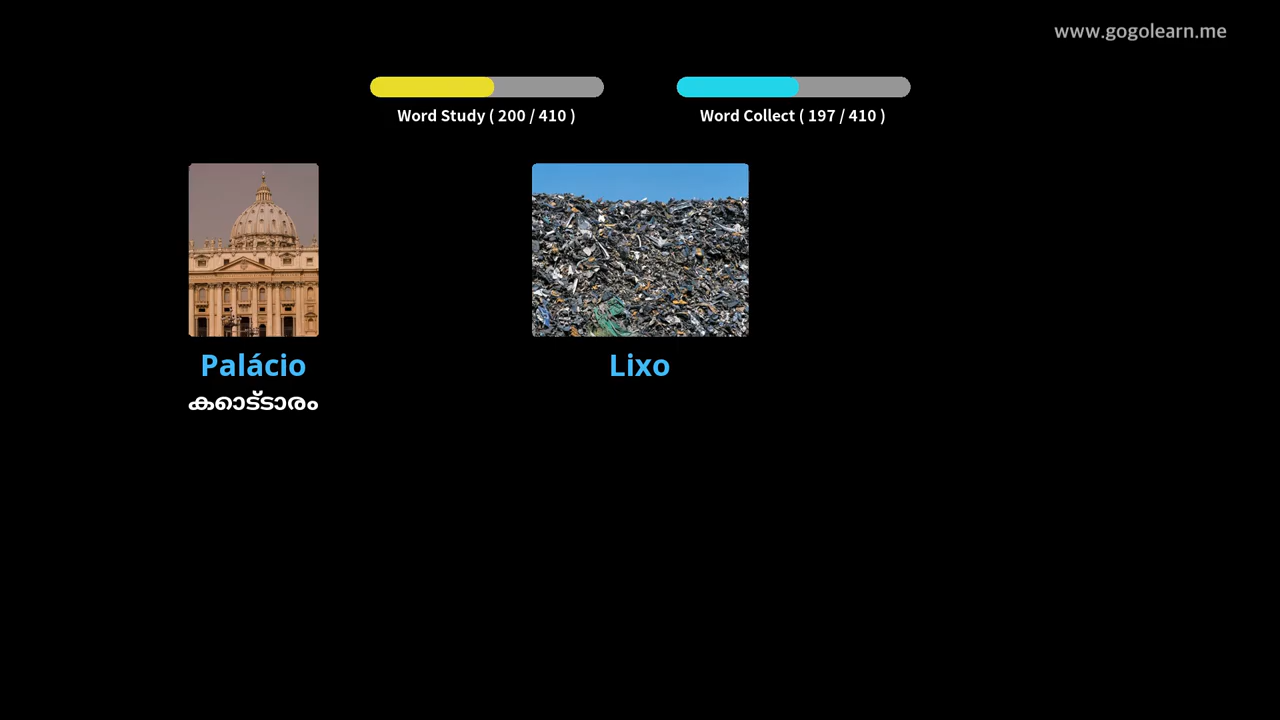 www.gogolearn.me
Word Study ( 200 / 410 )
Word Collect ( 197 / 410 )
Palácio
Lixo
കൊട്ടാരം